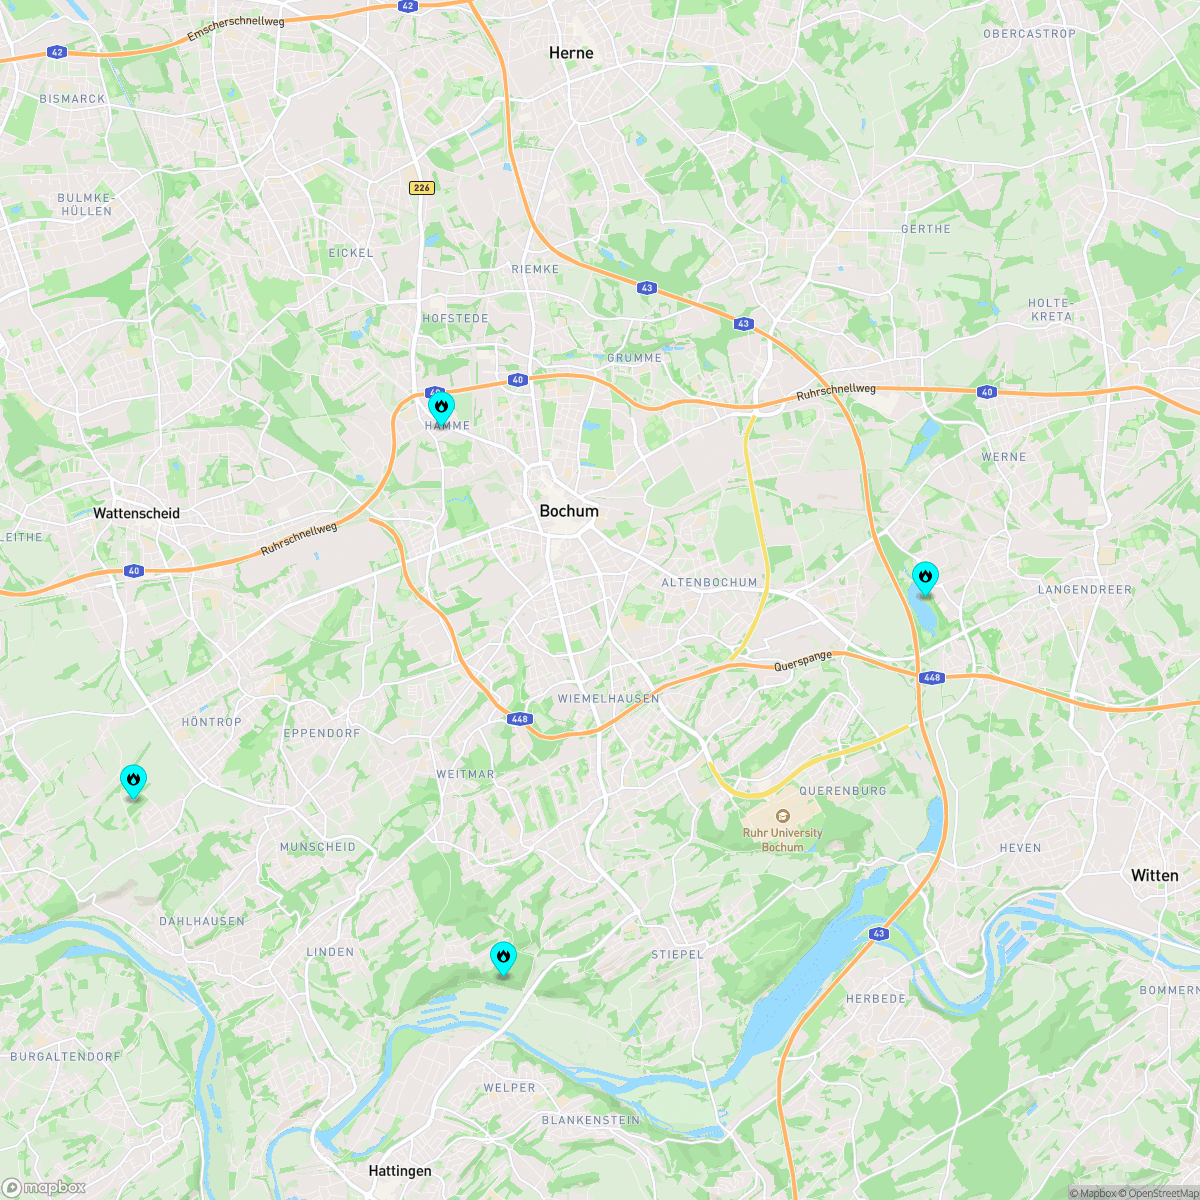 42
Emscherschnellweg
OBERCASTROP
42
Herne
BISMARCK
226
BULMKE-
HÜLLEN
GERTHE
EICKEL
RIEMKE
43
HOLTE-
KRETA
HOFSTEDE
43
GRUMME
40
40
Ruhrschnellweg
40
HAMME
WERNE
Wattenscheid
Bochum
LEITHE
Ruhrschnellweg
40
ALTENBOCHUM
LANGENDREER
Querspange
448
WIEMELHAUSEN
HÖNTROP
448
EPPENDORF
WEITMAR
QUERENBURG
Ruhr University
Bochum
MUNSCHEID
HEVEN
Witten
DAHLHAUSEN
43
LINDEN
STIEPEL
BOMMERN
HERBEDE
BURGALTENDORF
WELPER
BLANKENSTEIN
Hattingen
mapbox
© Mapbox © OpenStreetMap